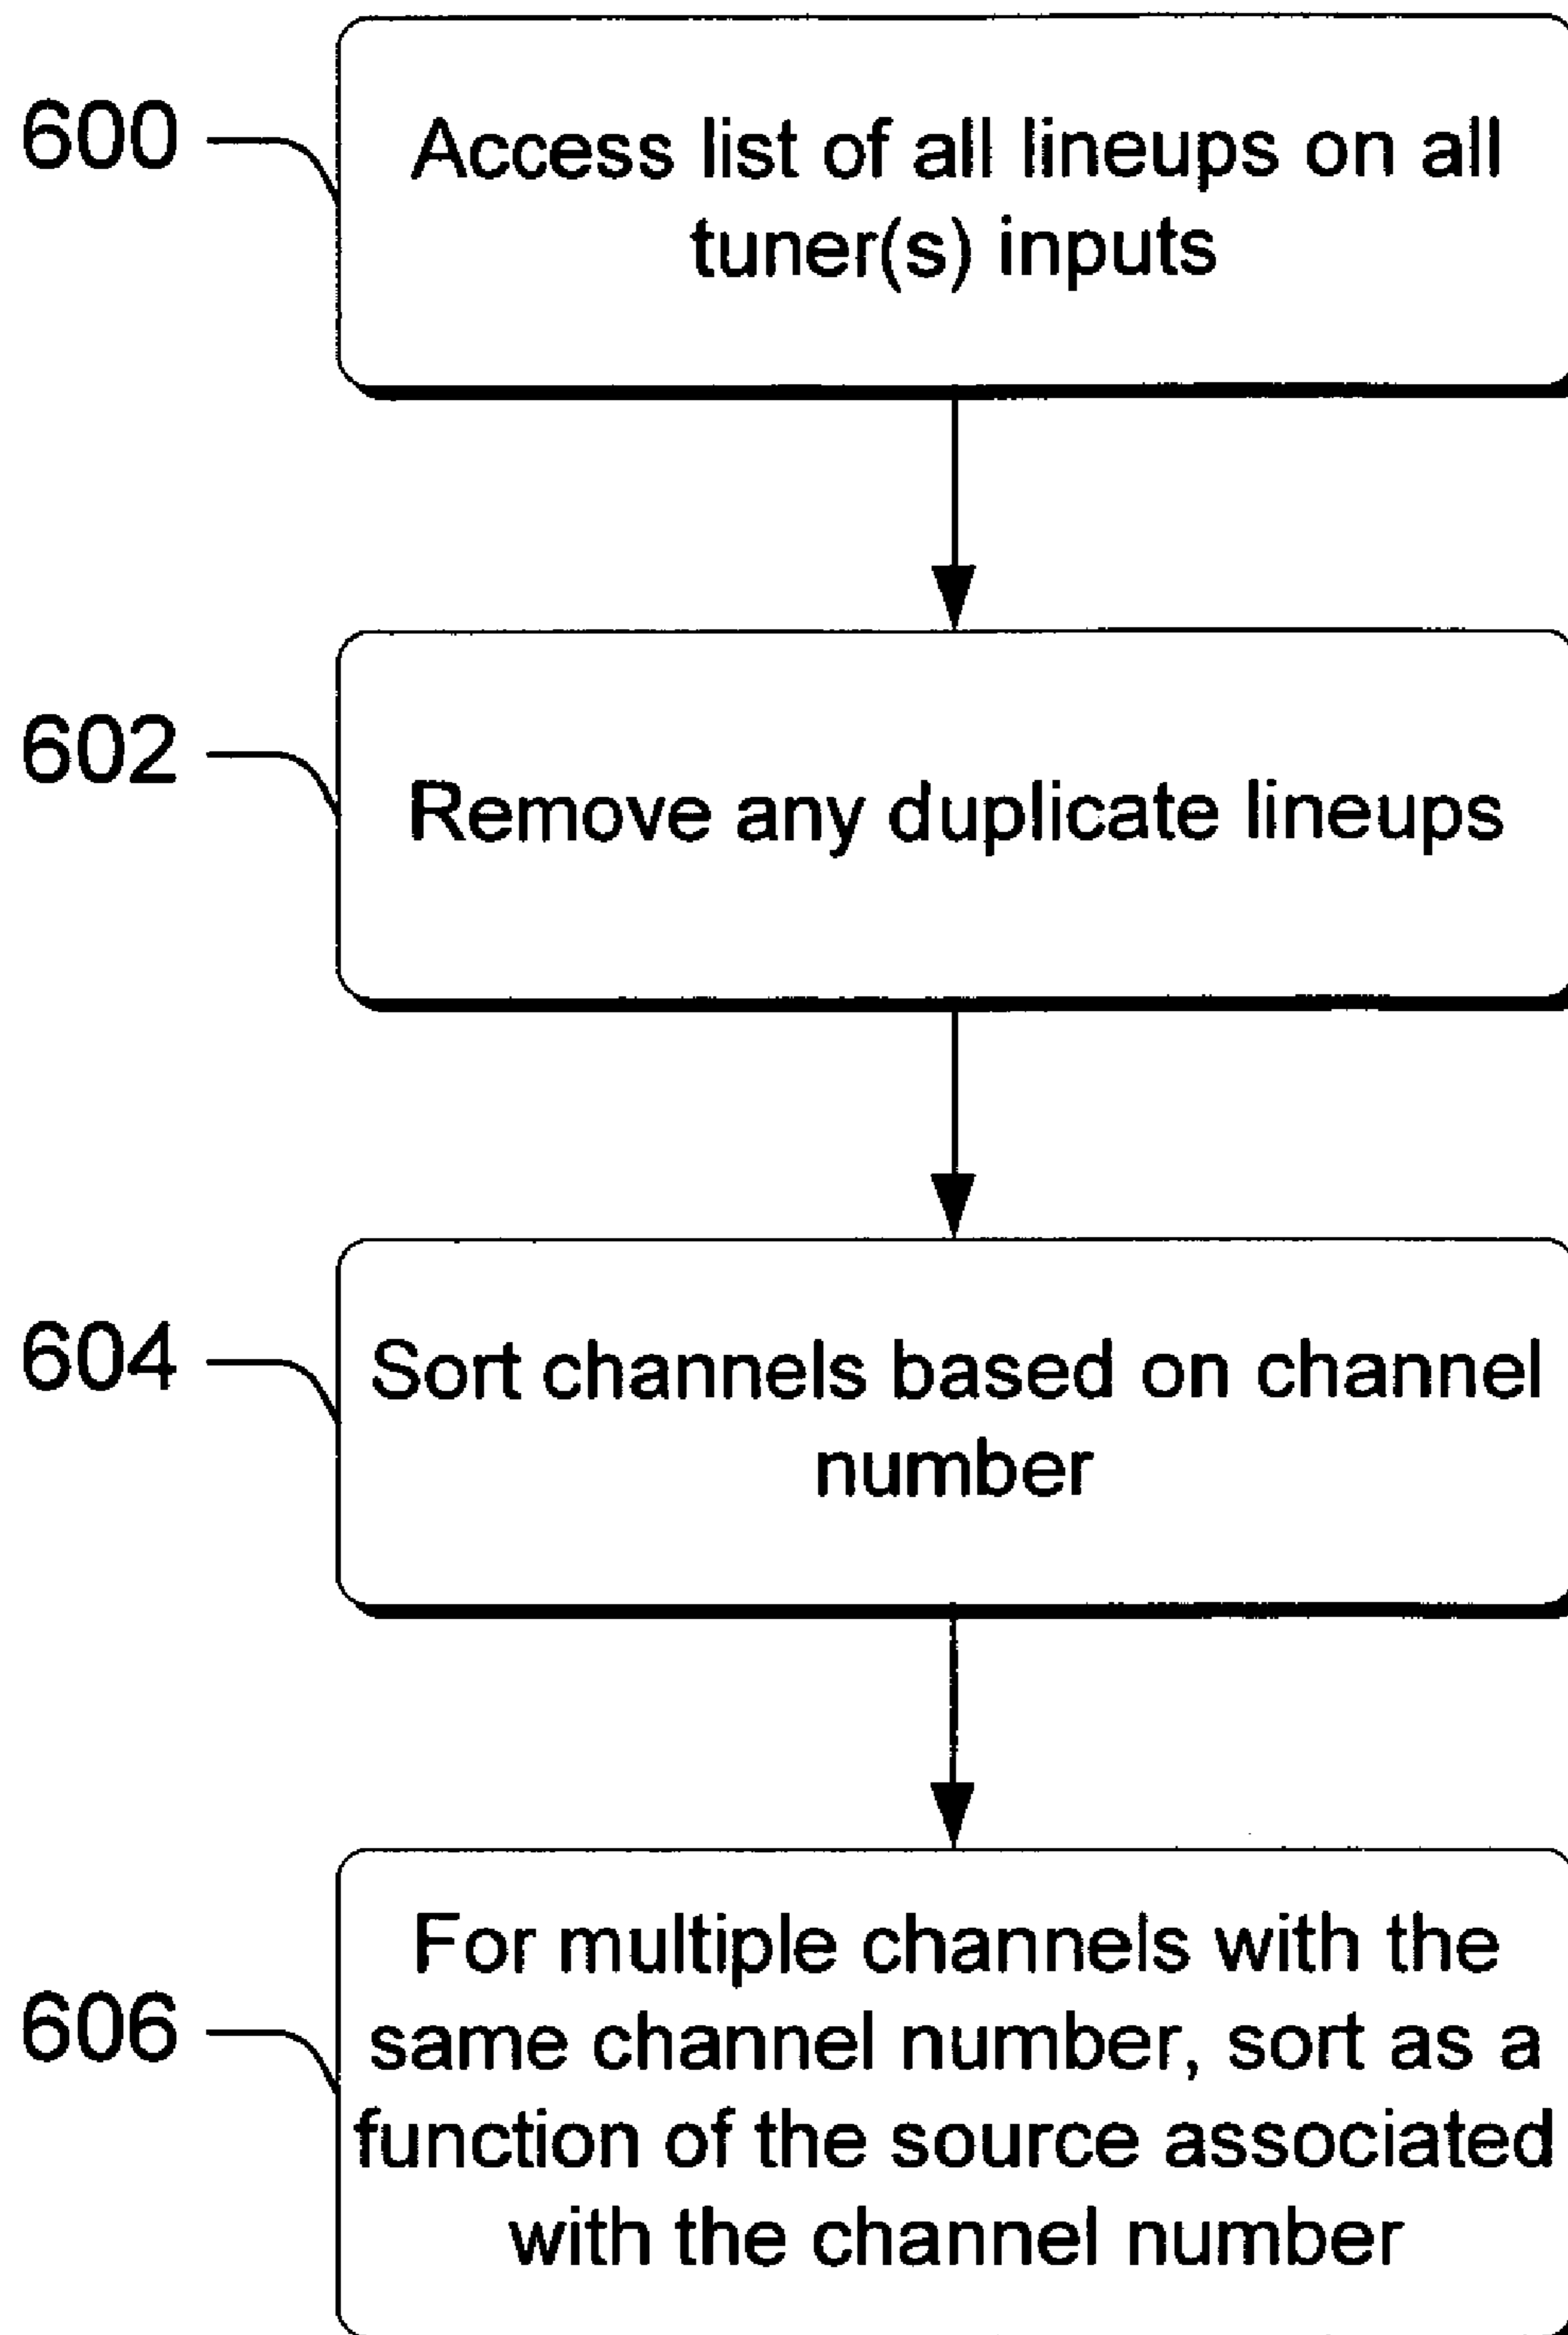 600
Access list of all lineups on all
tuner(s) inputs
602
Remove any duplicate lineups
604
Sort channels based on channel
number
606
For multiple channels with the
same channel number, sort as a
function of the source associated
with the channel number